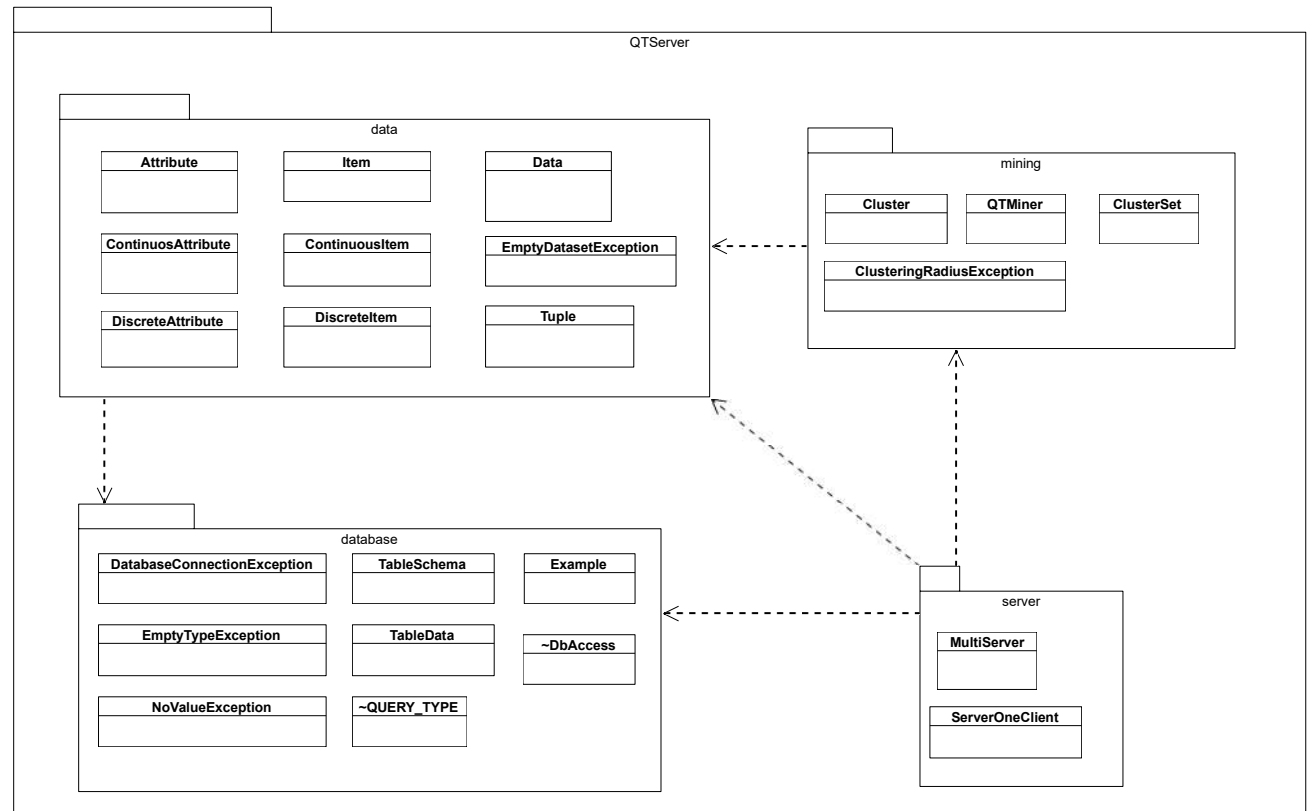 QTServer
data
Attribute
Item
Data
ContinuosAttribute
ContinuousItem
EmptyDatasetException
DiscreteAttribute
DiscreteItem
Tuple
mining
Cluster
QTMiner
ClusterSet
ClusteringRadiusException
database
DatabaseConnectionException
TableSchema
Example
EmptyTypeException
TableData
~DbAccess
NoValueException
~QUERY_TYPE
server
MultiServer
ServerOneClient